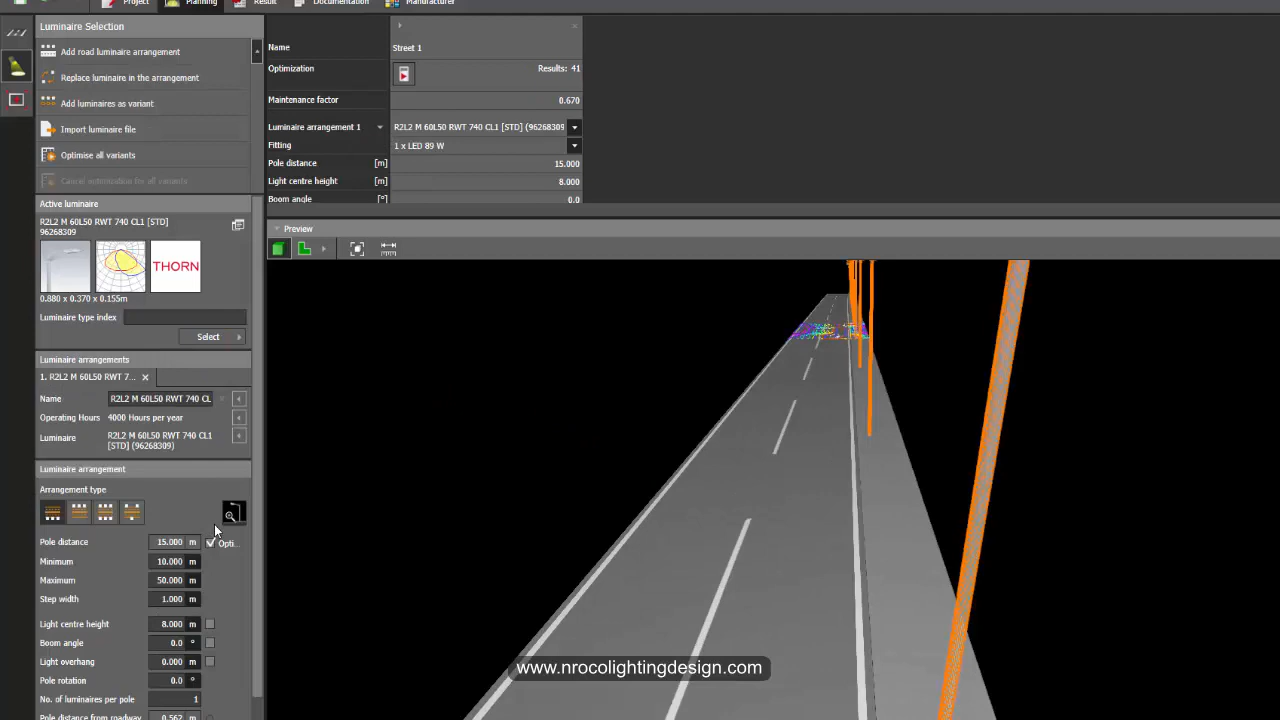 Project Planning Result Documentation Manufacturer
Luminaire Selection
Add road luminaire arrangement
Replace luminaire in the arrangement
Add luminaires as variant
Import luminaire file
Optimise all variants
Cancel optimization for all variants
Active luminaire
R2L2 M 60L50 RWT 740 CL1 [STD]
96268309
THORN
0.880 x 0.370 x 0.155m
Luminaire type index
Select
Luminaire arrangements
1. R2L2 M 60L50 RWT 7...
Name R2L2 M 60L50 RWT 740 CL
Operating Hours 4000 Hours per year
Luminaire R2L2 M 60L50 RWT 740 CL1
[STD] (96268309)
Luminaire arrangement
Arrangement type
Pole distance 15.000 m Opti...
Minimum 10.000 m
Maximum 50.000 m
Step width 1.000 m
Light centre height 8.000 m
Boom angle 0.0 °
Light overhang 0.000 m
Pole rotation 0.0 °
No. of luminaires per pole 1
Pole distance from roadway 0.562 m
Name Street 1
Optimization Results: 41
Maintenance factor 0.670
Luminaire arrangement 1 R2L2 M 60L50 RWT 740 CL1 [STD] (96268309
Fitting 1 x LED 89 W
Pole distance [m] 15.000
Light centre height [m] 8.000
Boom angle [°] 0.0
Preview
www.nrocolightingdesign.com